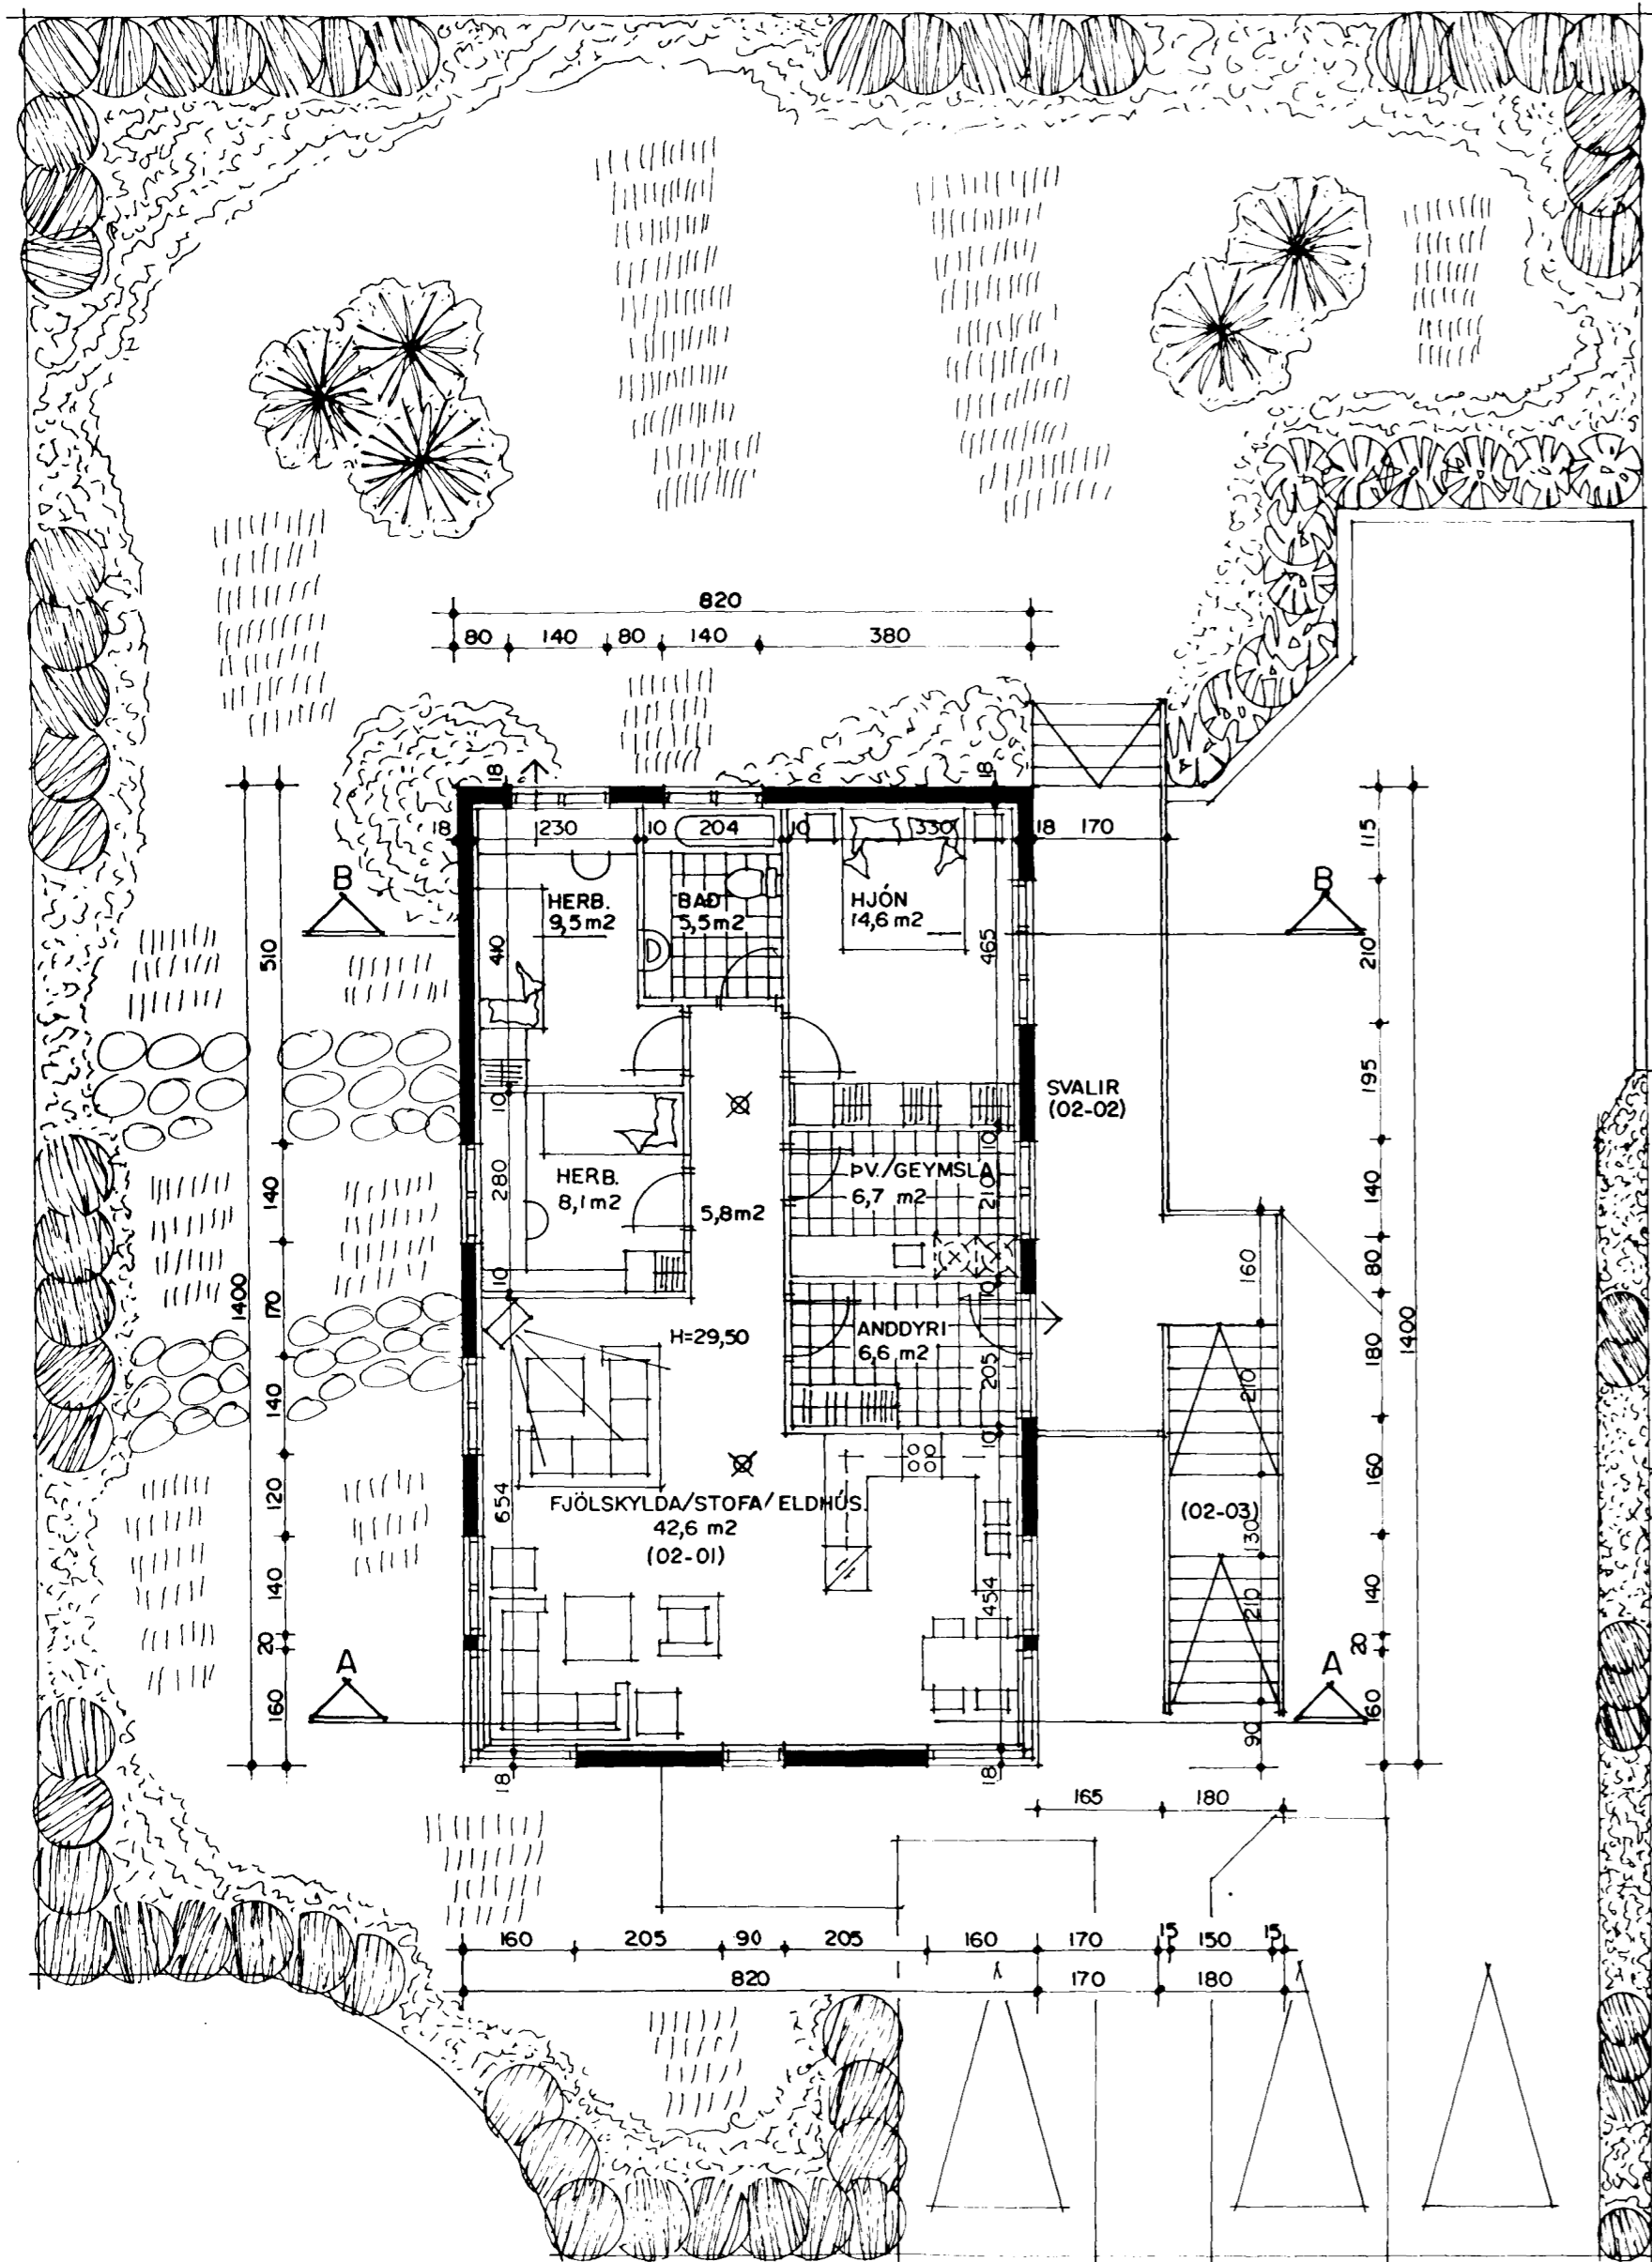 820
80 140 80 140 380
18 18
18 230 10 204 10 330 18 170
115
B B
HERB.
9,5 m2
BAÐ
5,5 m2
HJÓN
14,6 m2
510 410 465 210
195
SVALIR
(02-02)
10 10
HERB.
8,1 m2
280
5,8m2
ÞV./GEYMSLA
6,7 m2
210
140 140
160 80
10 10
1400 170
H=29,50
ANDDYRI
6,6 m2
205 180 1400
140 210
10
160
120 654
FJÖLSKYLDA/STOFA/ELDHÚS.
42,6 m2
(02-01)
(02-03)
130
140 454 210 140
20 20
A A
160 160
90
18 18
165 180
160 205 90 205 160 170 15 150 15
820 170 180